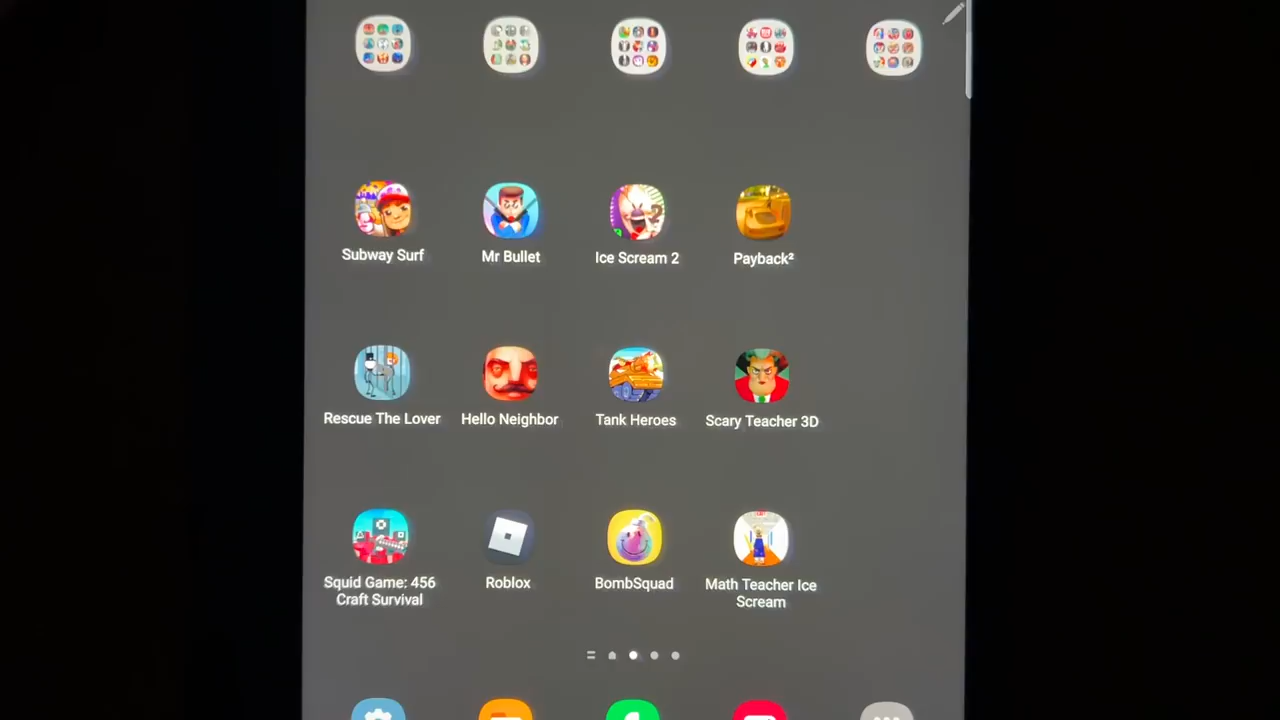 Subway Surf
Mr Bullet
Ice Scream 2
Payback²
Rescue The Lover
Hello Neighbor
Tank Heroes
Scary Teacher 3D
Squid Game: 456
Craft Survival
Roblox
BombSquad
Math Teacher Ice
Scream